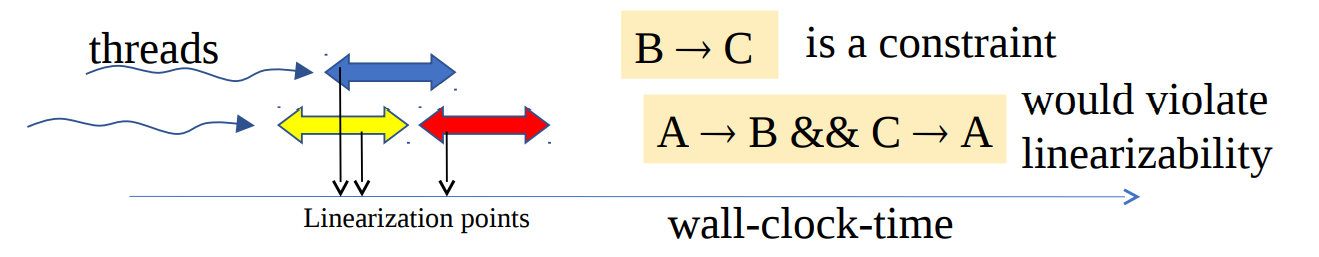 threads
B → C
is a constraint
A → B && C → A
would violate
linearizability
Linearization points
wall-clock-time